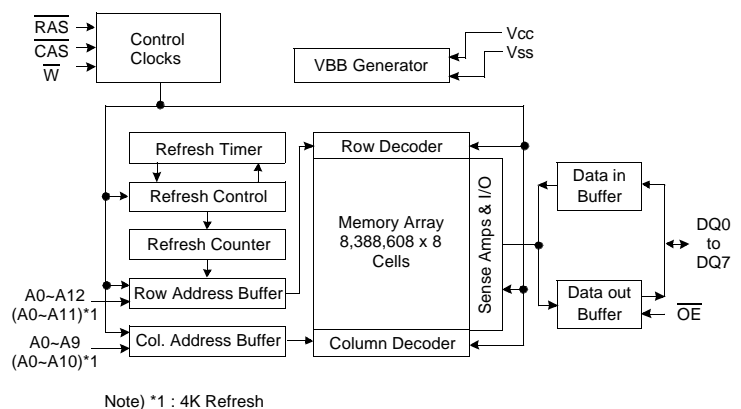 RAS
CAS
W
Control
Clocks
VBB Generator
Vcc
Vss
Refresh Timer
Refresh Control
Refresh Counter
Row Address Buffer
Col. Address Buffer
A0~A12
(A0~A11)*1
A0~A9
(A0~A10)*1
Row Decoder
Memory Array
8,388,608 x 8
Cells
Column Decoder
Sense Amps & I/O
Data in
Buffer
Data out
Buffer
DQ0
to
DQ7
OE
Note) *1 : 4K Refresh